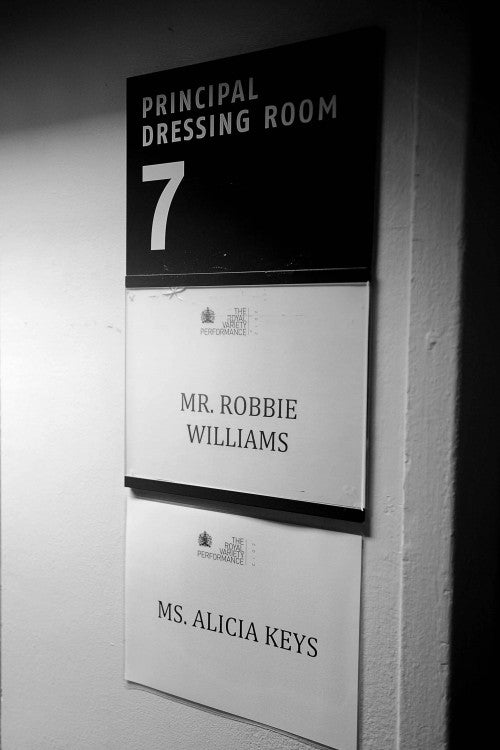 PRINCIPAL
DRESSING ROOM
7
THE
ROYAL
VARIETY
PERFORMANCE
MR. ROBBIE
WILLIAMS
THE
ROYAL
VARIETY
PERFORMANCE
MS. ALICIA KEYS